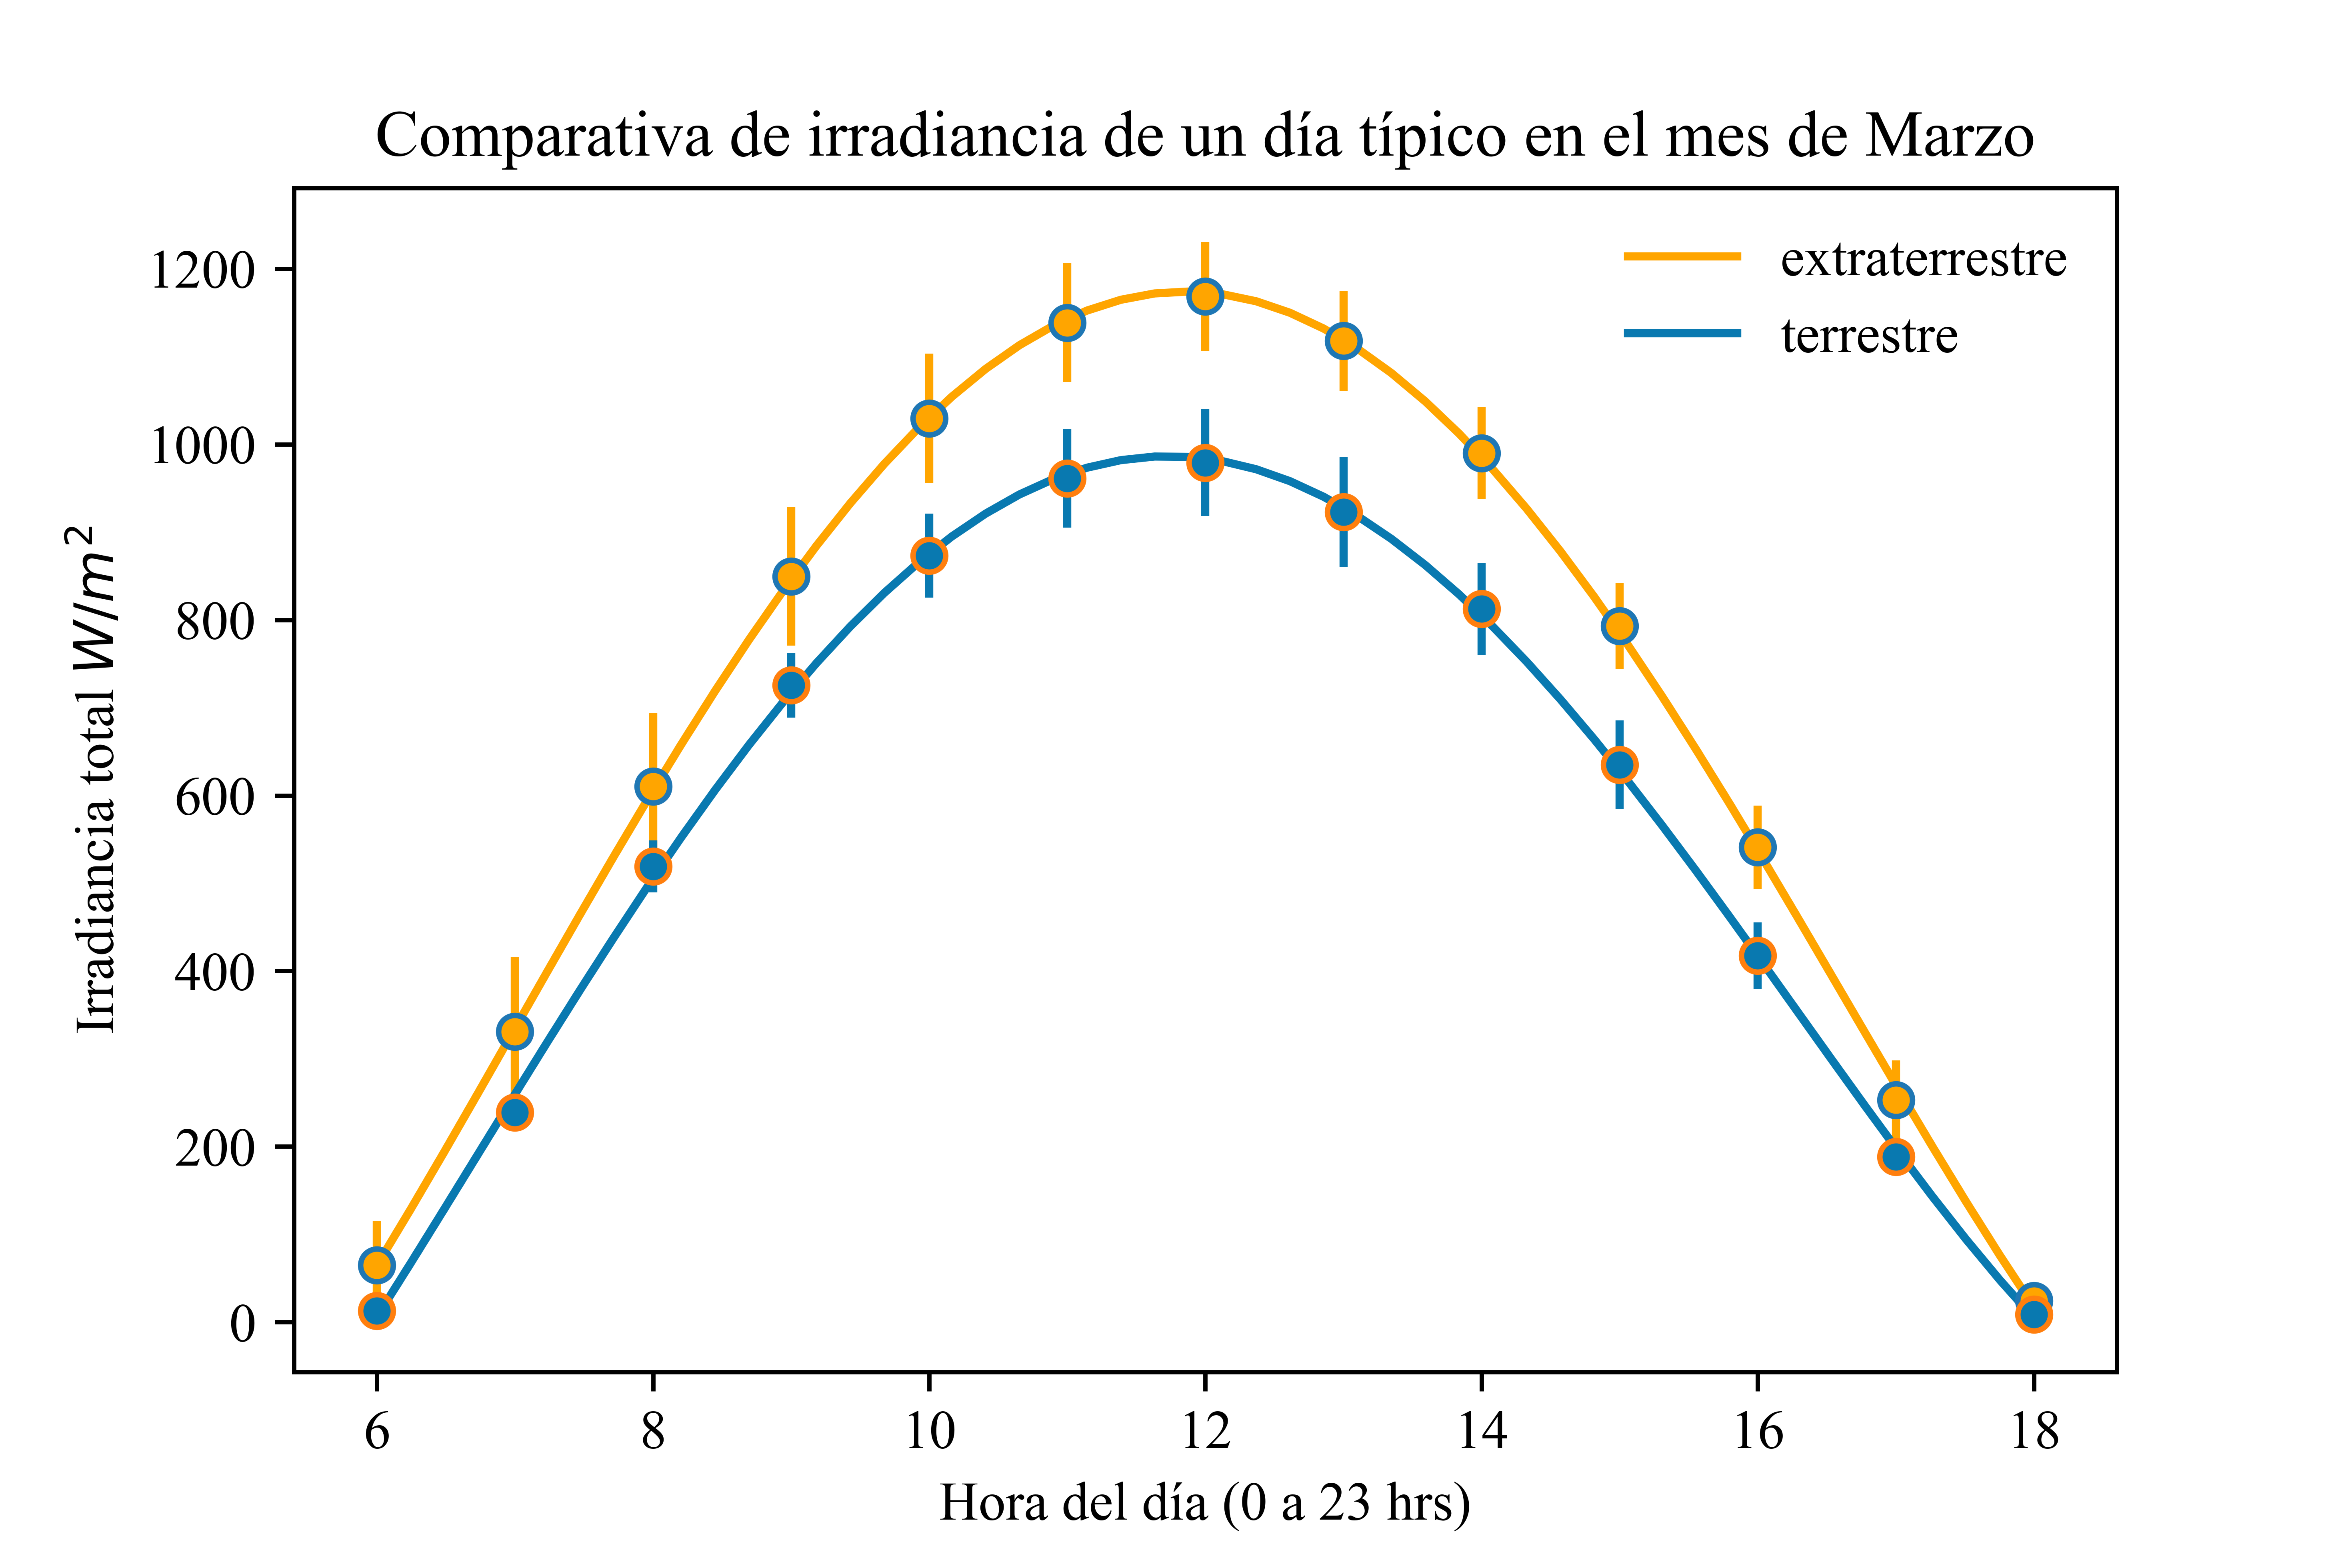 Comparativa de irradiancia de un día típico en el mes de Marzo
extraterrestre
terrestre
Irradiancia total W/m²
1200
1000
800
600
400
200
0
6 8 10 12 14 16 18
Hora del día (0 a 23 hrs)